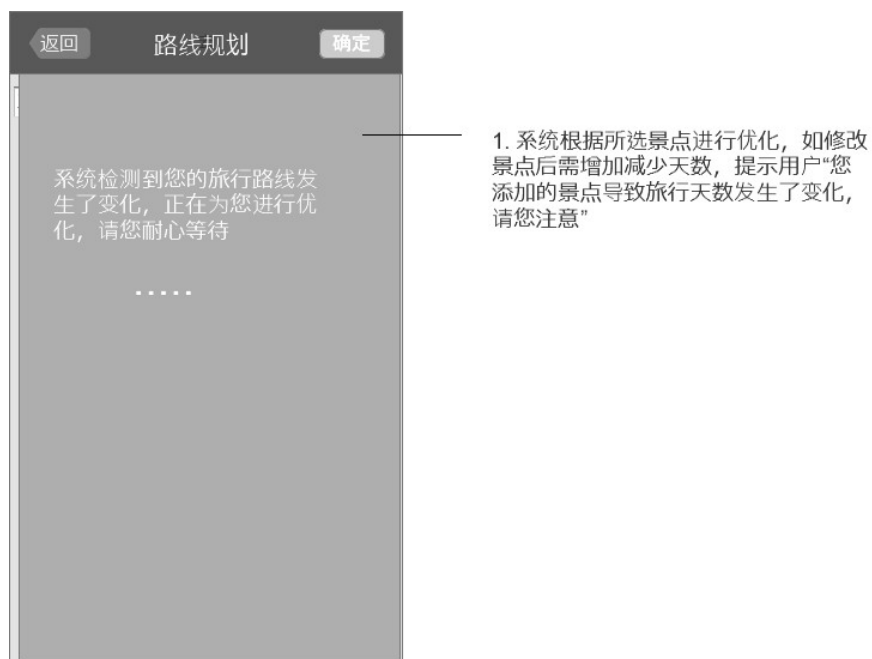 返回
路线规划
确定
系统检测到您的旅行路线发
生了变化，正在为您进行优
化，请您耐心等待
.....
1. 系统根据所选景点进行优化，如修改
景点后需增加减少天数，提示用户“您
添加的景点导致旅行天数发生了变化，
请您注意”